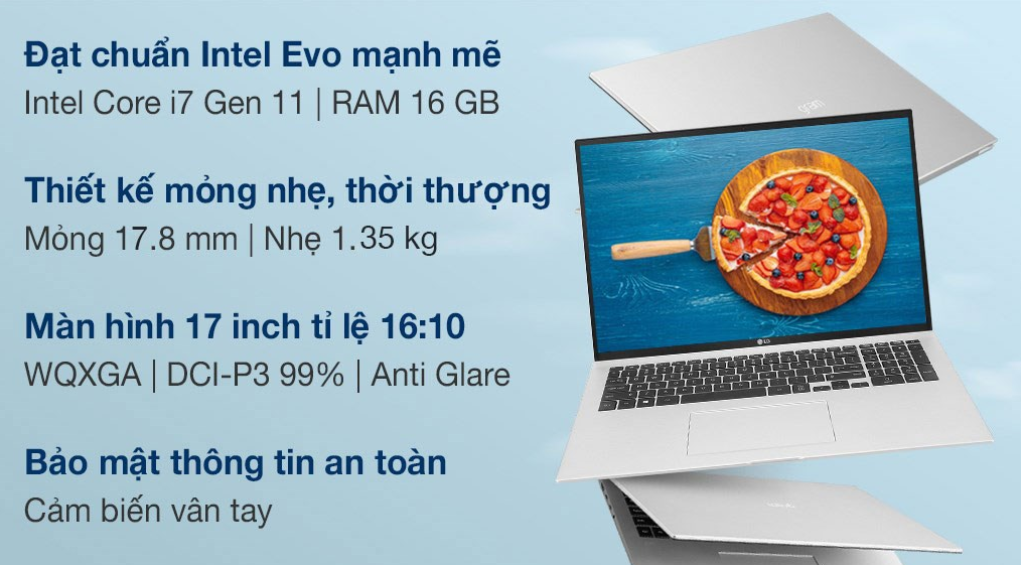 Đạt chuẩn Intel Evo mạnh mẽ
Intel Core i7 Gen 11 | RAM 16 GB
Thiết kế mỏng nhẹ, thời thượng
Mỏng 17.8 mm | Nhẹ 1.35 kg
Màn hình 17 inch tỉ lệ 16:10
WQXGA | DCI-P3 99% | Anti Glare
Bảo mật thông tin an toàn
Cảm biến vân tay
gram
LG